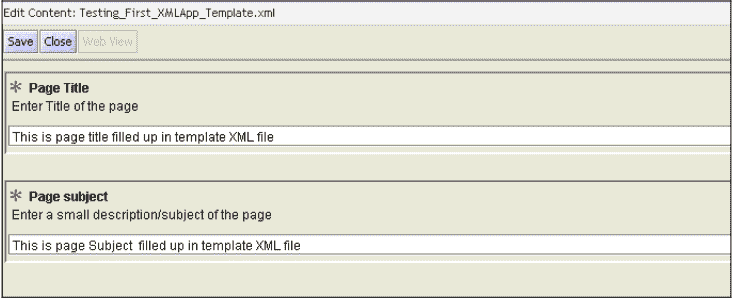 Edit Content: Testing_First_XMLApp_Template.xml
Save Close Web View
* Page Title
Enter Title of the page
This is page title filled up in template XML file
* Page subject
Enter a small description/subject of the page
This is page Subject filled up in template XML file